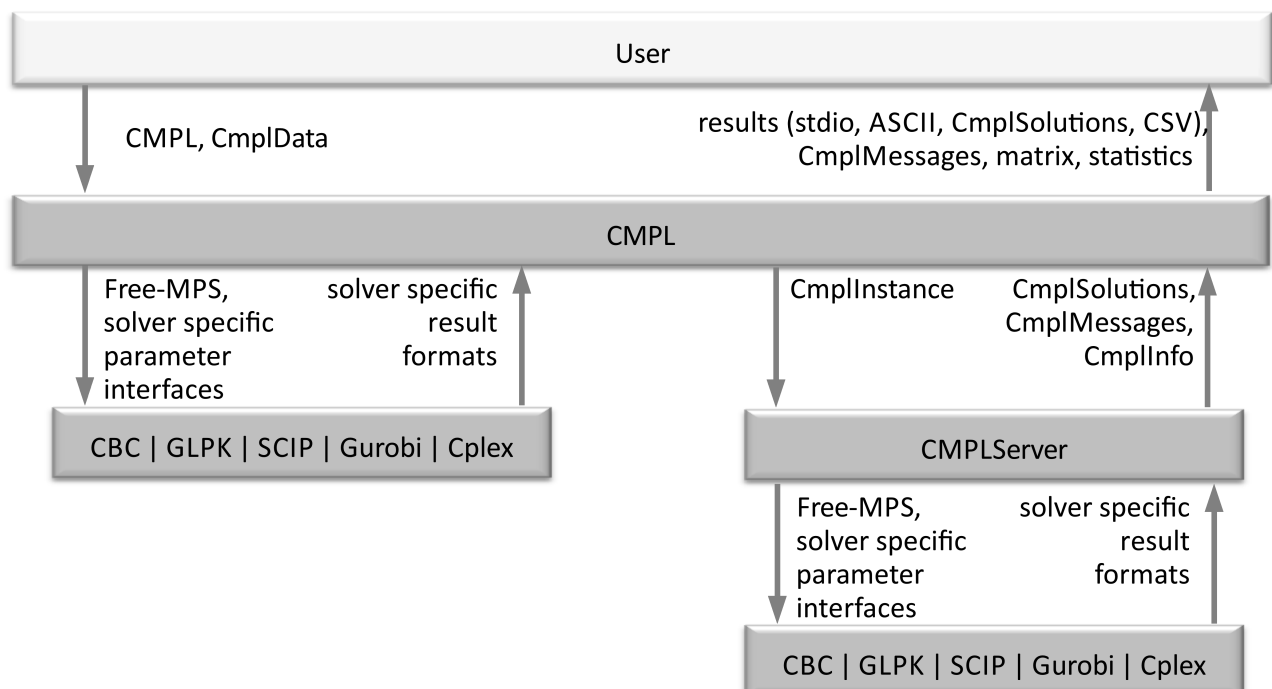 User
CMPL, CmplData
results (stdio, ASCII, CmplSolutions, CSV),
CmplMessages, matrix, statistics
CMPL
Free-MPS,
solver specific
parameter
interfaces
solver specific
result
formats
CmplInstance
CmplSolutions,
CmplMessages,
CmplInfo
CBC | GLPK | SCIP | Gurobi | Cplex
CMPLServer
Free-MPS,
solver specific
parameter
interfaces
solver specific
result
formats
CBC | GLPK | SCIP | Gurobi | Cplex